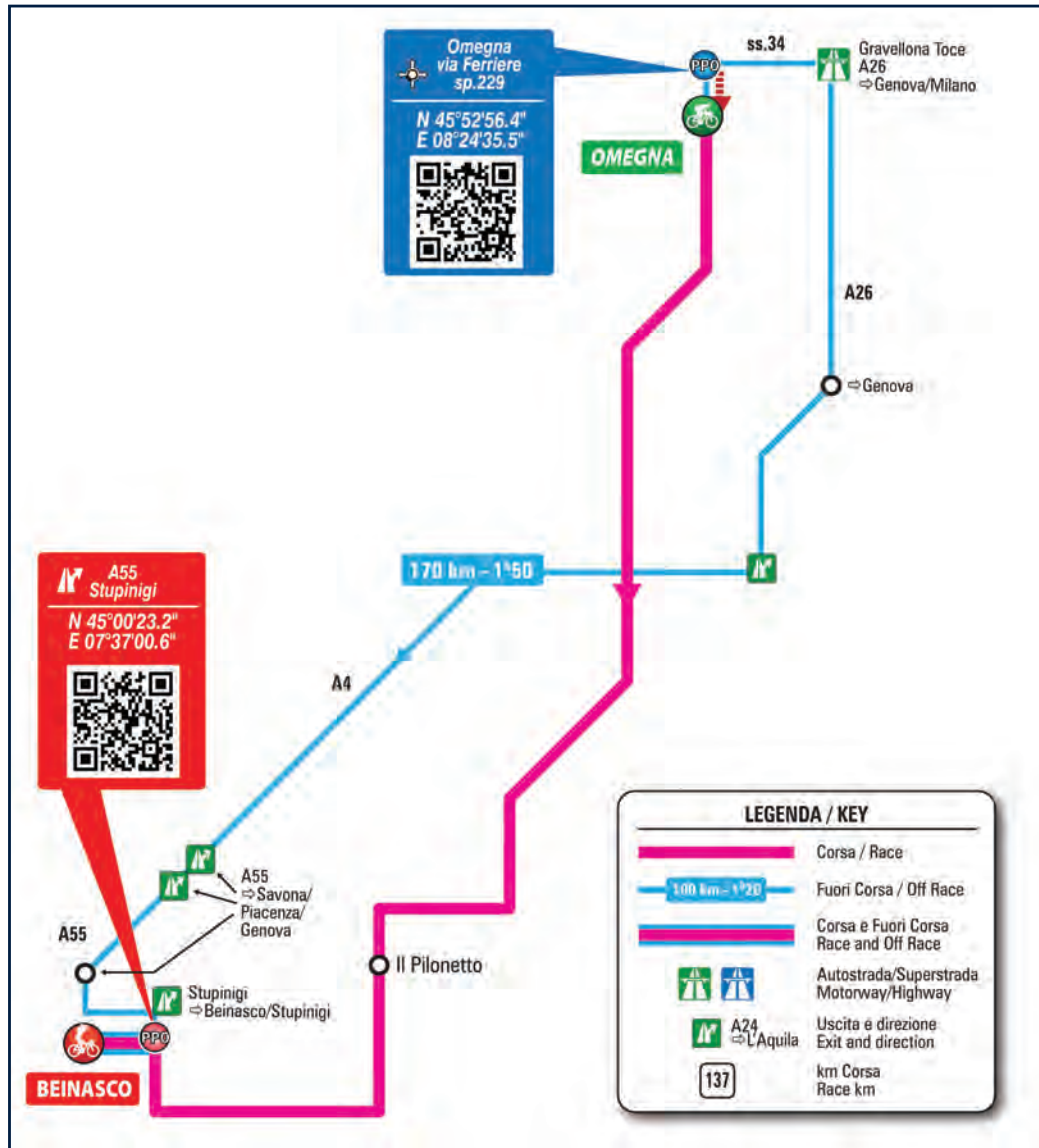 Omegna
via Ferriere
sp.229
N 45°52'56.4"
E 08°24'35.5"
PPO
ss.34
Gravellona Toce
A26
⇨Genova/Milano
OMEGNA
A26
⇨Genova
170 km – 1ʰ50
A55
Stupinigi
N 45°00'23.2"
E 07°37'00.6"
A4
A55
⇨Savona/
Piacenza/
Genova
A55
Il Pilonetto
Stupinigi
⇨Beinasco/Stupinigi
PPO
BEINASCO
LEGENDA / KEY
Corsa / Race
100 km – 1ʰ20
Fuori Corsa / Off Race
Corsa e Fuori Corsa
Race and Off Race
Autostrada/Superstrada
Motorway/Highway
A24
⇨L'Aquila
Uscita e direzione
Exit and direction
137
km Corsa
Race km